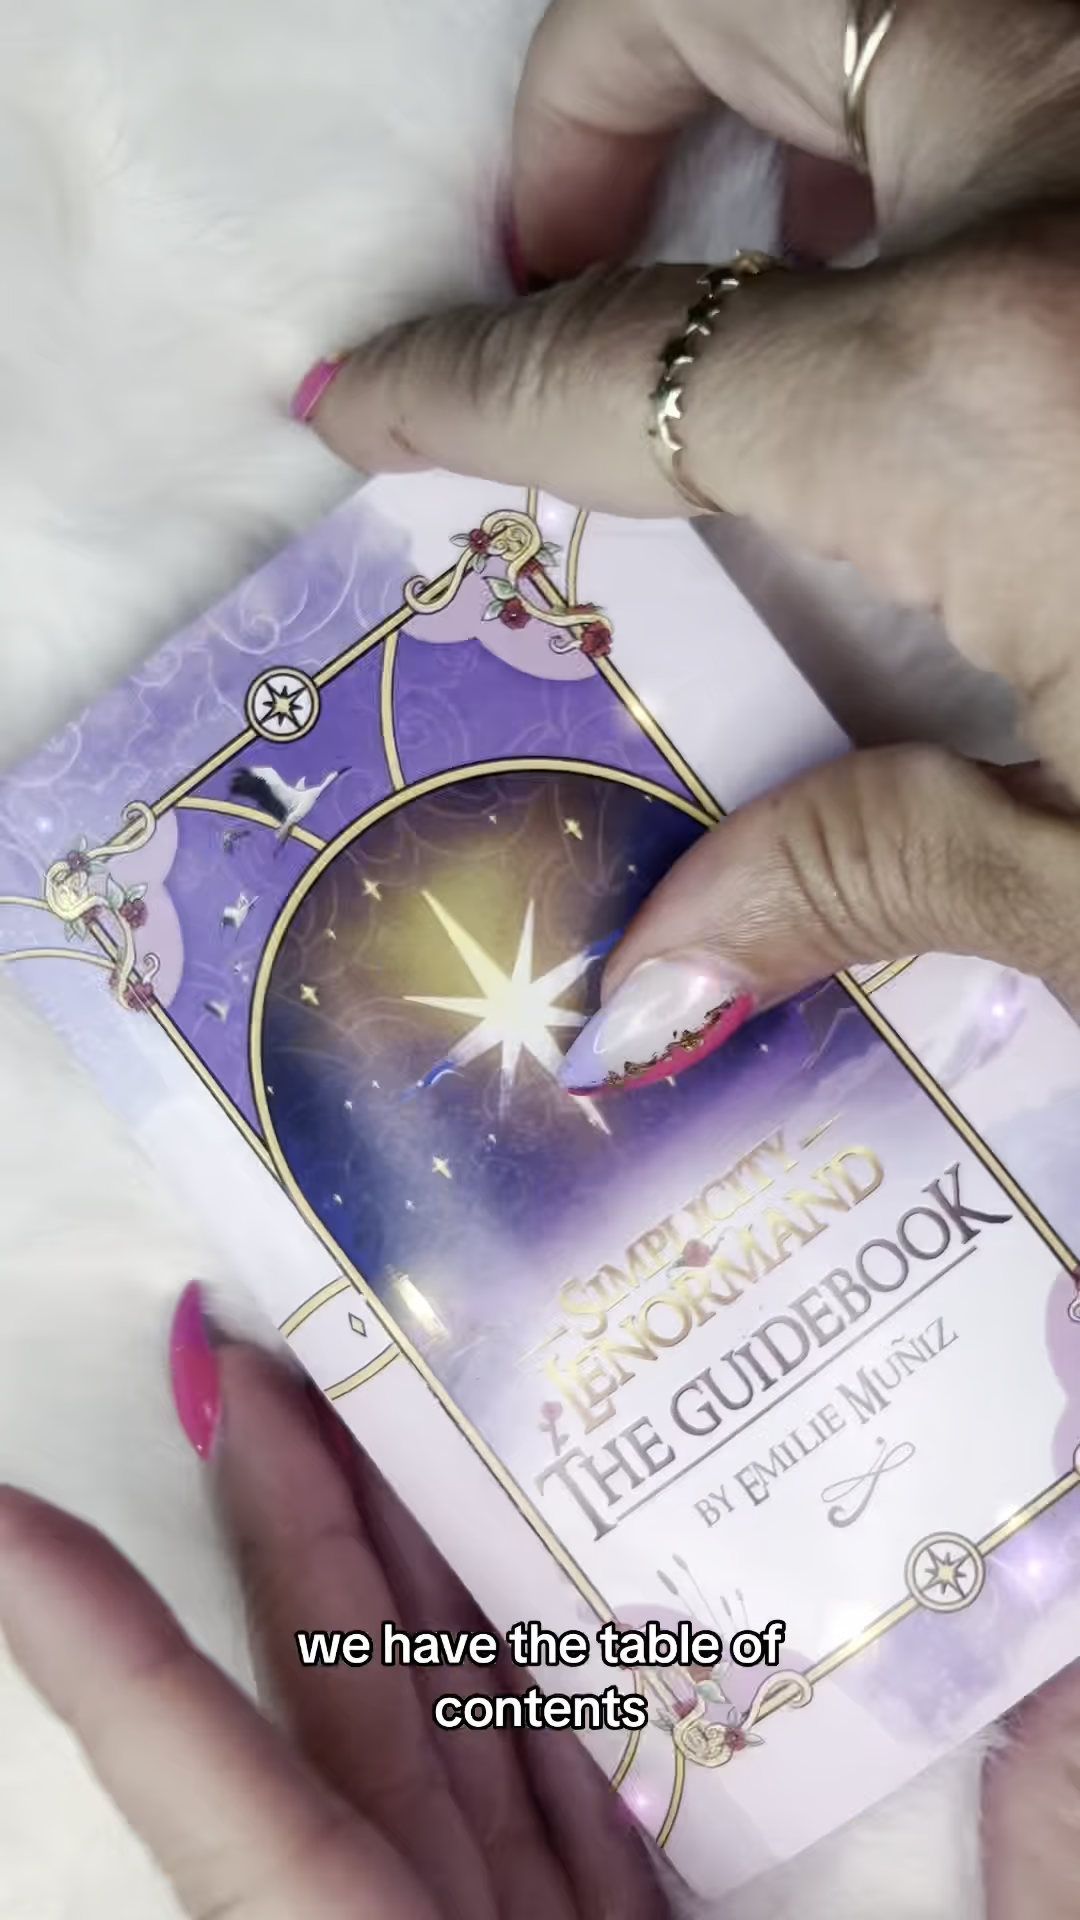 SIMPLICITY
LENORMAND
THE GUIDEBOOK
BY EMILIE MUÑIZ
we have the table of
contents